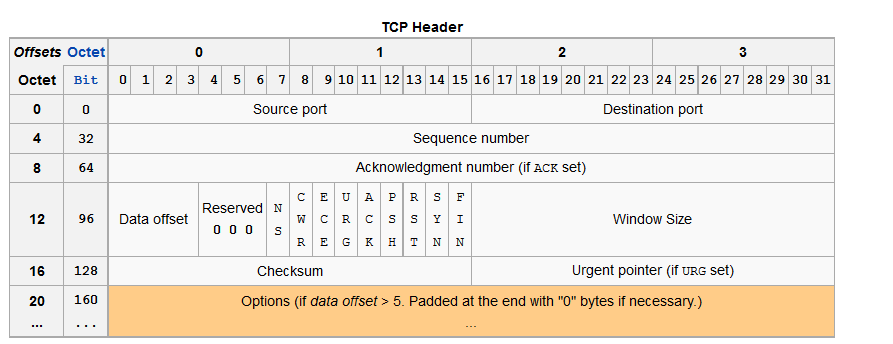 TCP Header
Offsets Octet 0 1 2 3
Octet Bit 0 1 2 3 4 5 6 7 8 9 10 11 12 13 14 15 16 17 18 19 20 21 22 23 24 25 26 27 28 29 30 31
0 0 Source port Destination port
4 32 Sequence number
8 64 Acknowledgment number (if ACK set)
12 96 Data offset Reserved 0 0 0 NS CWR ECE URG ACK PSH RST SYN FIN Window Size
16 128 Checksum Urgent pointer (if URG set)
20 160 Options (if data offset > 5. Padded at the end with "0" bytes if necessary.)
... ... ...